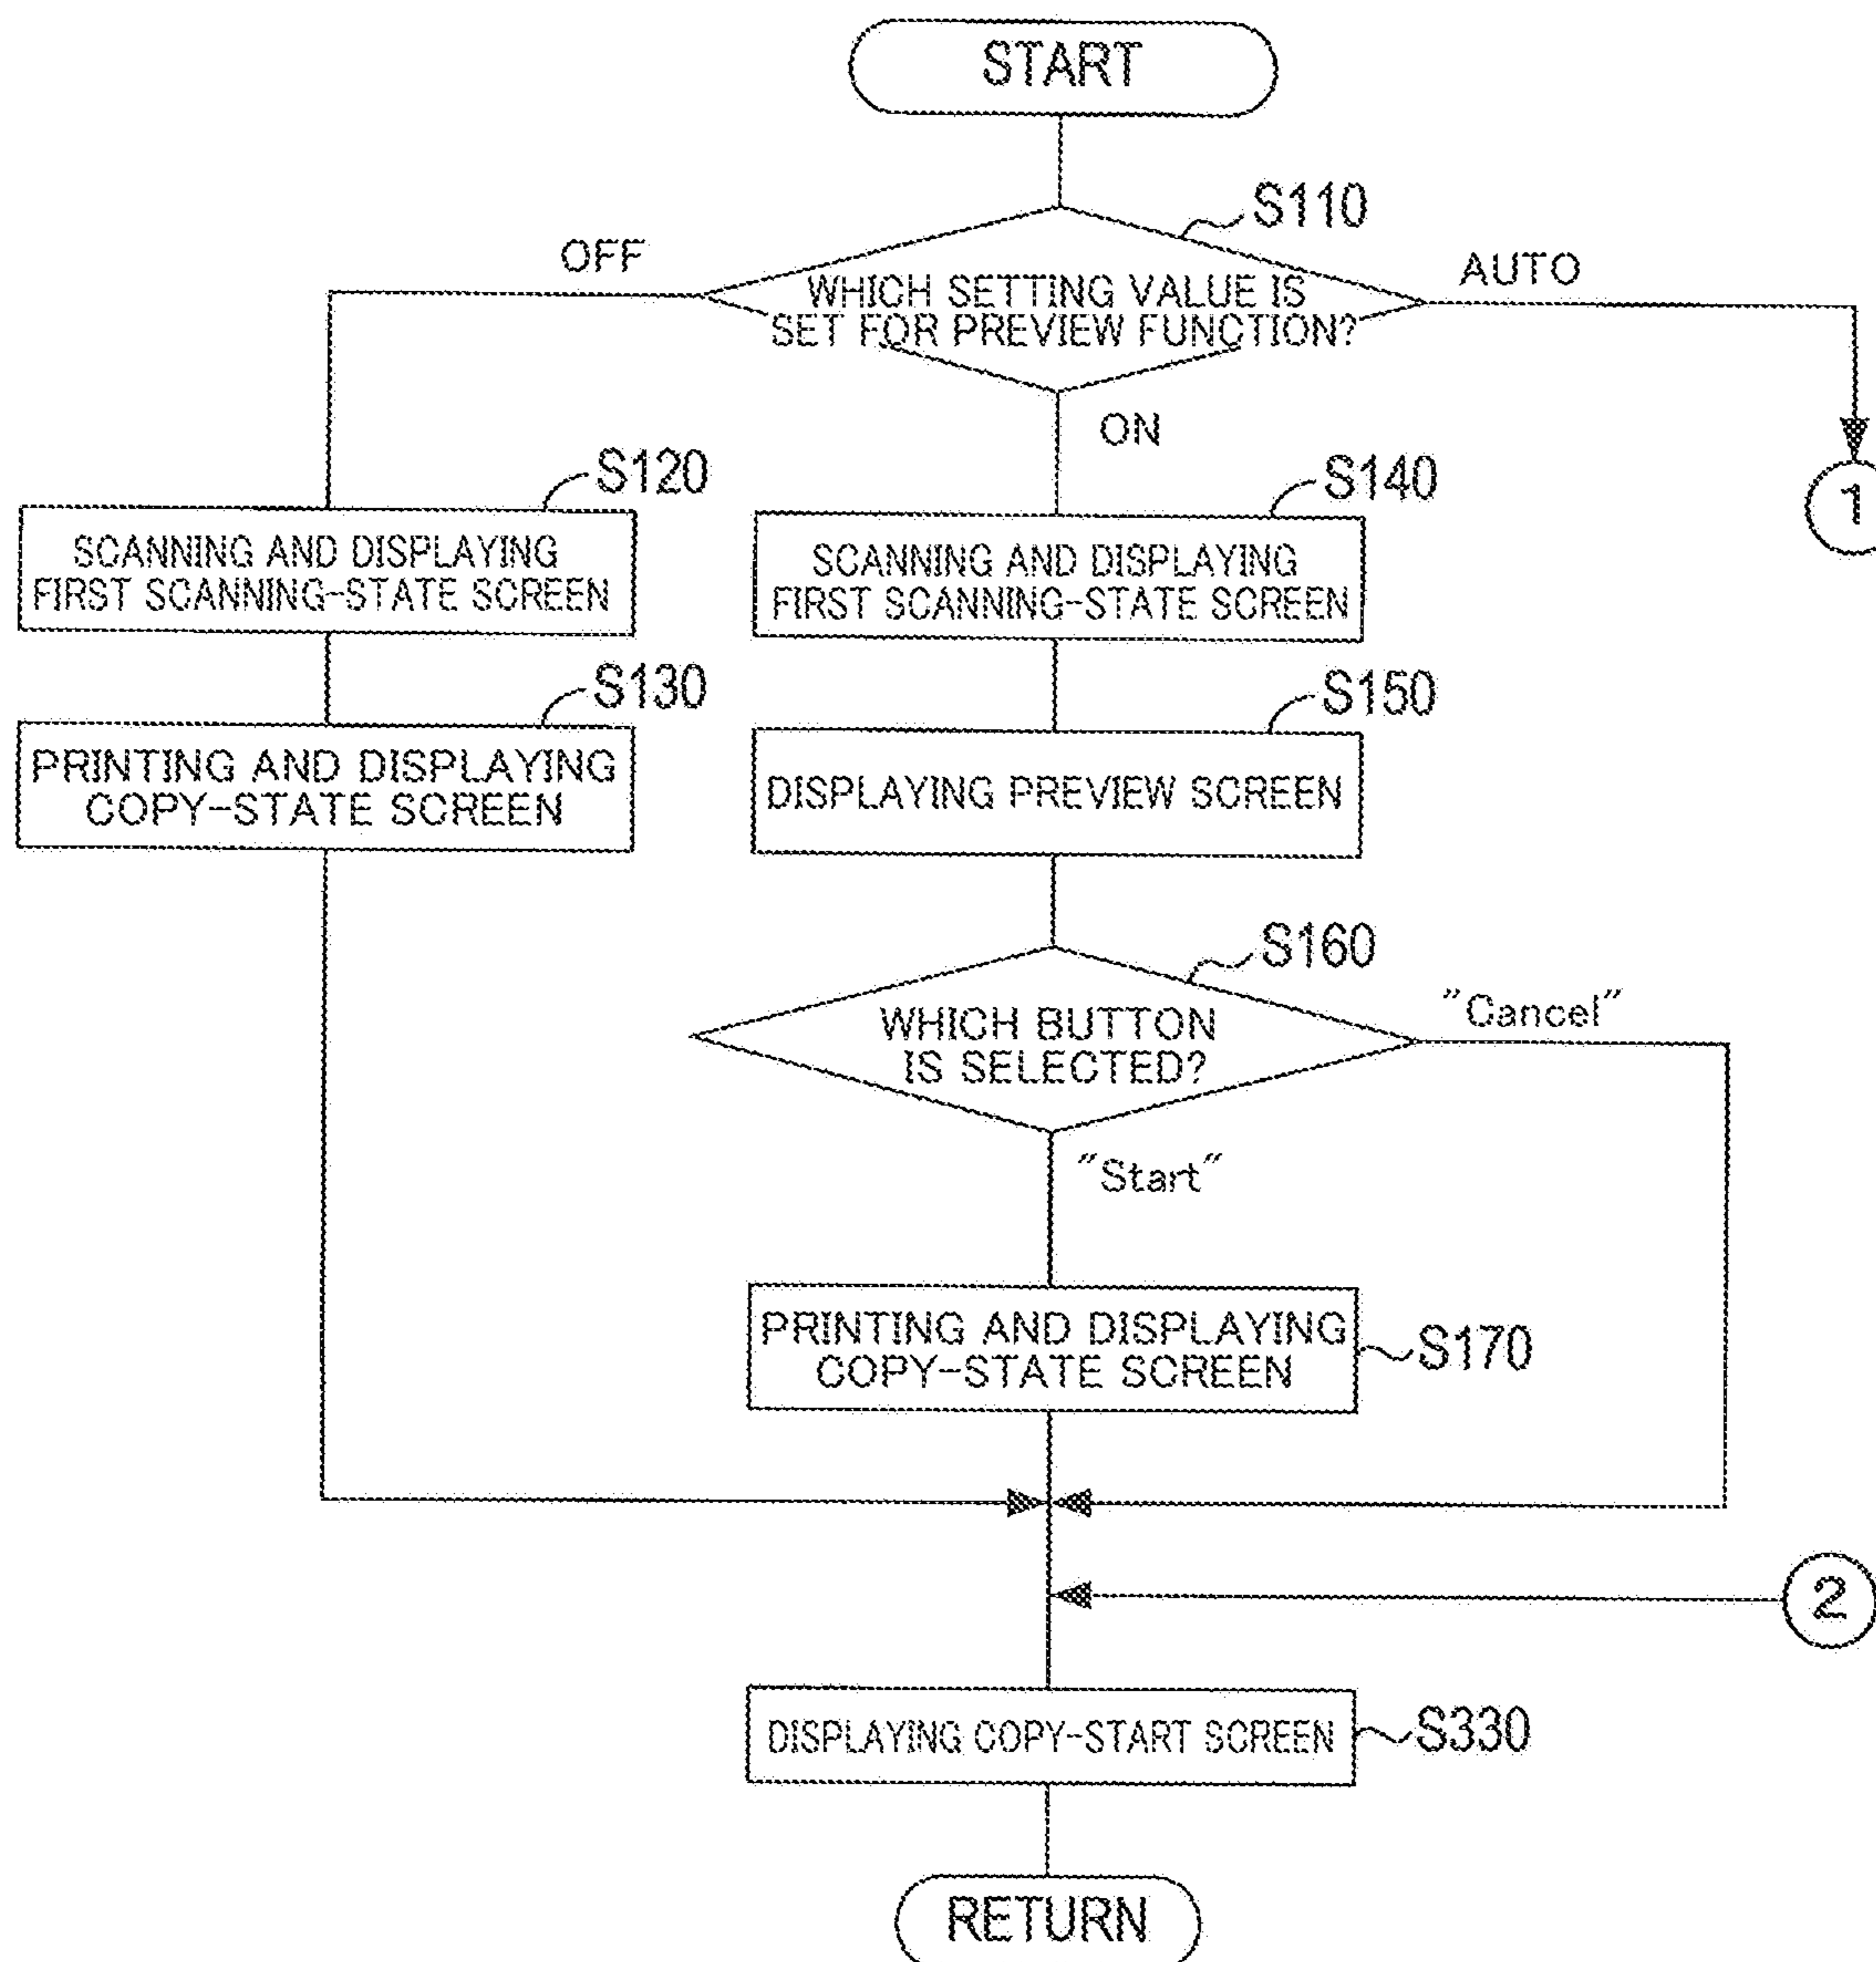 START
S110
OFF
AUTO
WHICH SETTING VALUE IS
SET FOR PREVIEW FUNCTION?
ON
1
S120
S140
SCANNING AND DISPLAYING
FIRST SCANNING-STATE SCREEN
SCANNING AND DISPLAYING
FIRST SCANNING-STATE SCREEN
S130
S150
PRINTING AND DISPLAYING
COPY-STATE SCREEN
DISPLAYING PREVIEW SCREEN
S160
"Cancel"
WHICH BUTTON
IS SELECTED?
"Start"
PRINTING AND DISPLAYING
COPY-STATE SCREEN
S170
2
DISPLAYING COPY-START SCREEN
S330
RETURN